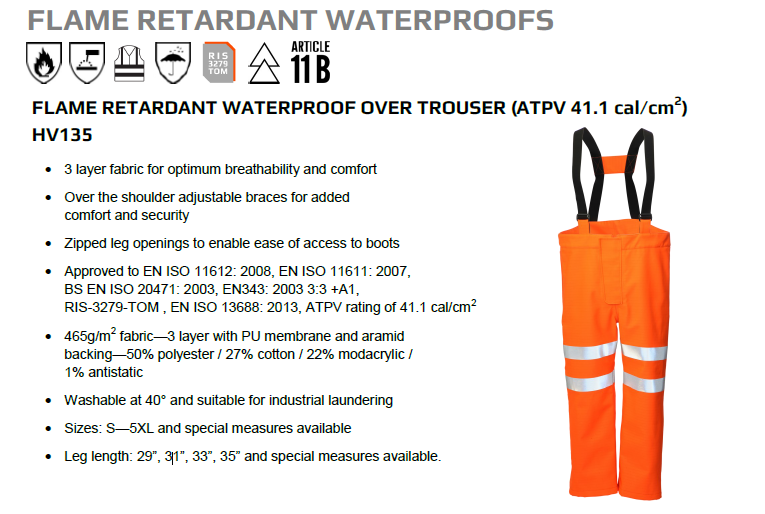 FLAME RETARDANT WATERPROOFS
RIS
3279
TOM
ARTICLE
11B
FLAME RETARDANT WATERPROOF OVER TROUSER (ATPV 41.1 cal/cm²)
HV135
• 3 layer fabric for optimum breathability and comfort
• Over the shoulder adjustable braces for added
comfort and security
• Zipped leg openings to enable ease of access to boots
• Approved to EN ISO 11612: 2008, EN ISO 11611: 2007,
BS EN ISO 20471: 2003, EN343: 2003 3:3 +A1,
RIS-3279-TOM , EN ISO 13688: 2013, ATPV rating of 41.1 cal/cm²
• 465g/m² fabric—3 layer with PU membrane and aramid
backing—50% polyester / 27% cotton / 22% modacrylic /
1% antistatic
• Washable at 40° and suitable for industrial laundering
• Sizes: S—5XL and special measures available
• Leg length: 29”, 31”, 33”, 35” and special measures available.